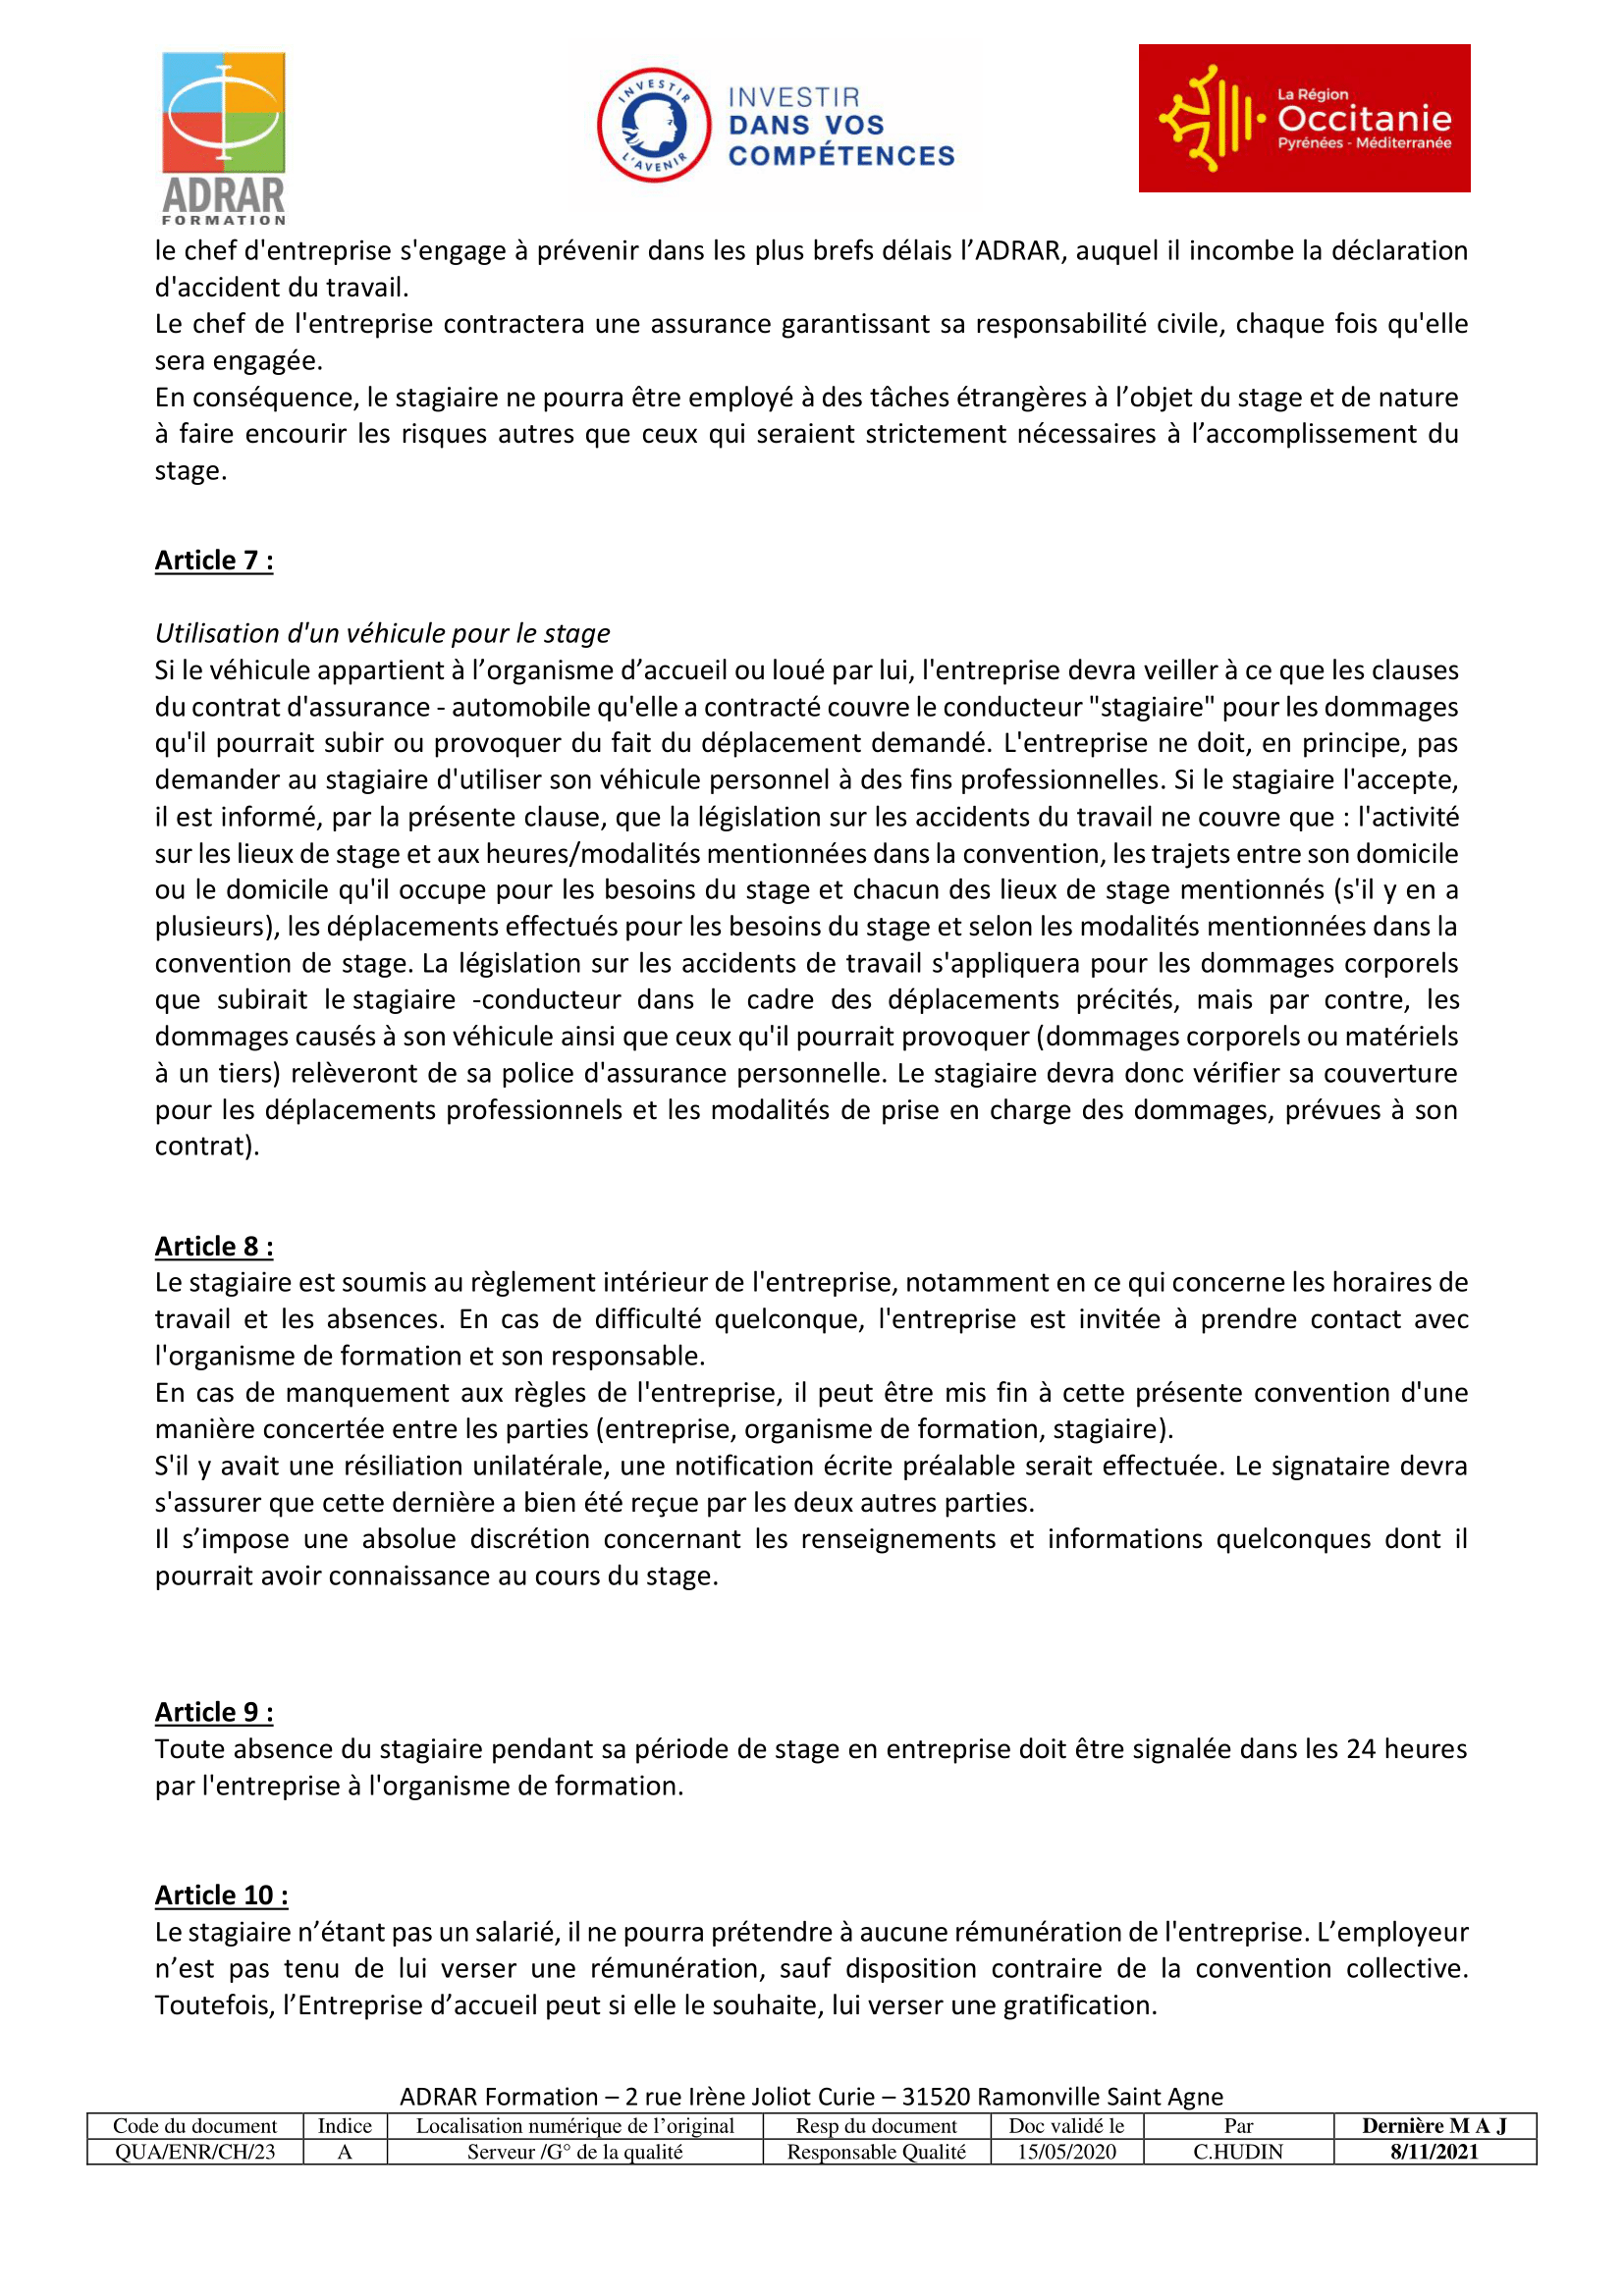 ADRAR
FORMATION
INVESTIR
L'AVENIR
INVESTIR
DANS VOS
COMPÉTENCES
La Région
Occitanie
Pyrénées - Méditerranée
le chef d'entreprise s'engage à prévenir dans les plus brefs délais l’ADRAR, auquel il incombe la déclaration
d'accident du travail.
Le chef de l'entreprise contractera une assurance garantissant sa responsabilité civile, chaque fois qu'elle
sera engagée.
En conséquence, le stagiaire ne pourra être employé à des tâches étrangères à l’objet du stage et de nature
à faire encourir les risques autres que ceux qui seraient strictement nécessaires à l’accomplissement du
stage.
Article 7 :
Utilisation d'un véhicule pour le stage
Si le véhicule appartient à l’organisme d’accueil ou loué par lui, l'entreprise devra veiller à ce que les clauses
du contrat d'assurance - automobile qu'elle a contracté couvre le conducteur "stagiaire" pour les dommages
qu'il pourrait subir ou provoquer du fait du déplacement demandé. L'entreprise ne doit, en principe, pas
demander au stagiaire d'utiliser son véhicule personnel à des fins professionnelles. Si le stagiaire l'accepte,
il est informé, par la présente clause, que la législation sur les accidents du travail ne couvre que : l'activité
sur les lieux de stage et aux heures/modalités mentionnées dans la convention, les trajets entre son domicile
ou le domicile qu'il occupe pour les besoins du stage et chacun des lieux de stage mentionnés (s'il y en a
plusieurs), les déplacements effectués pour les besoins du stage et selon les modalités mentionnées dans la
convention de stage. La législation sur les accidents de travail s'appliquera pour les dommages corporels
que subirait le stagiaire -conducteur dans le cadre des déplacements précités, mais par contre, les
dommages causés à son véhicule ainsi que ceux qu'il pourrait provoquer (dommages corporels ou matériels
à un tiers) relèveront de sa police d'assurance personnelle. Le stagiaire devra donc vérifier sa couverture
pour les déplacements professionnels et les modalités de prise en charge des dommages, prévues à son
contrat).
Article 8 :
Le stagiaire est soumis au règlement intérieur de l'entreprise, notamment en ce qui concerne les horaires de
travail et les absences. En cas de difficulté quelconque, l'entreprise est invitée à prendre contact avec
l'organisme de formation et son responsable.
En cas de manquement aux règles de l'entreprise, il peut être mis fin à cette présente convention d'une
manière concertée entre les parties (entreprise, organisme de formation, stagiaire).
S'il y avait une résiliation unilatérale, une notification écrite préalable serait effectuée. Le signataire devra
s'assurer que cette dernière a bien été reçue par les deux autres parties.
Il s’impose une absolue discrétion concernant les renseignements et informations quelconques dont il
pourrait avoir connaissance au cours du stage.
Article 9 :
Toute absence du stagiaire pendant sa période de stage en entreprise doit être signalée dans les 24 heures
par l'entreprise à l'organisme de formation.
Article 10 :
Le stagiaire n’étant pas un salarié, il ne pourra prétendre à aucune rémunération de l'entreprise. L’employeur
n’est pas tenu de lui verser une rémunération, sauf disposition contraire de la convention collective.
Toutefois, l’Entreprise d’accueil peut si elle le souhaite, lui verser une gratification.
ADRAR Formation – 2 rue Irène Joliot Curie – 31520 Ramonville Saint Agne
Code du document Indice Localisation numérique de l’original Resp du document Doc validé le Par Dernière M A J
QUA/ENR/CH/23 A Serveur /G° de la qualité Responsable Qualité 15/05/2020 C.HUDIN 8/11/2021